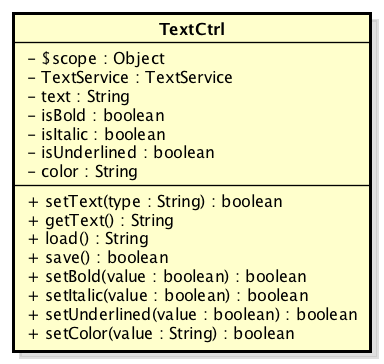 TextCtrl
- $scope : Object
- TextService : TextService
- text : String
- isBold : boolean
- isItalic : boolean
- isUnderlined : boolean
- color : String
+ setText(type : String) : boolean
+ getText() : String
+ load() : String
+ save() : boolean
+ setBold(value : boolean) : boolean
+ setItalic(value : boolean) : boolean
+ setUnderlined(value : boolean) : boolean
+ setColor(value : String) : boolean